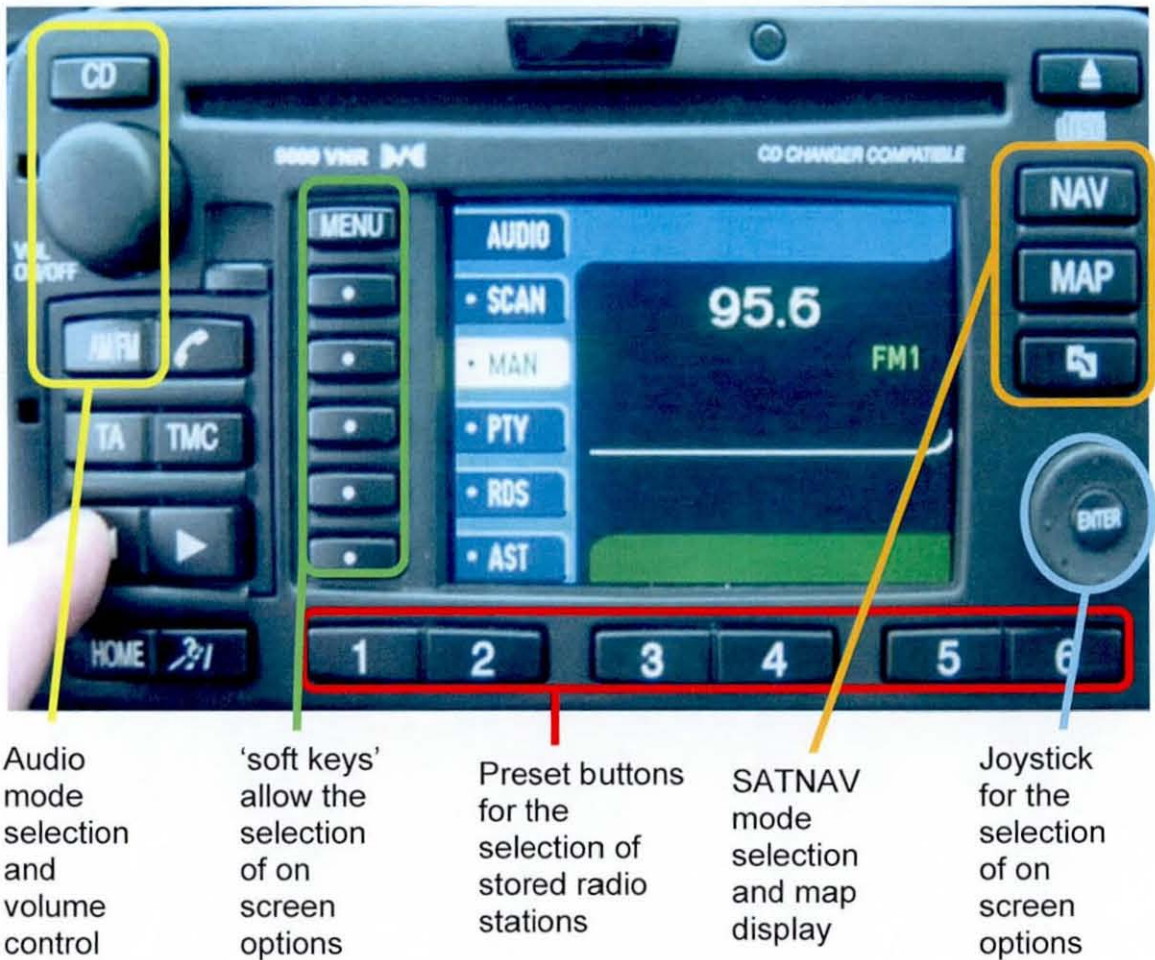 CD
disc
9000 VNR
CD CHANGER COMPATIBLE
VOL
ON/OFF
MENU
AUDIO
NAV
• SCAN
95.6
MAP
AM/FM
• MAN
FM1
TA
TMC
• PTY
• RDS
ENTER
• AST
HOME
1
2
3
4
5
6
Audio
mode
selection
and
volume
control
‘soft keys’
allow the
selection
of on
screen
options
Preset buttons
for the
selection of
stored radio
stations
SATNAV
mode
selection
and map
display
Joystick
for the
selection
of on
screen
options